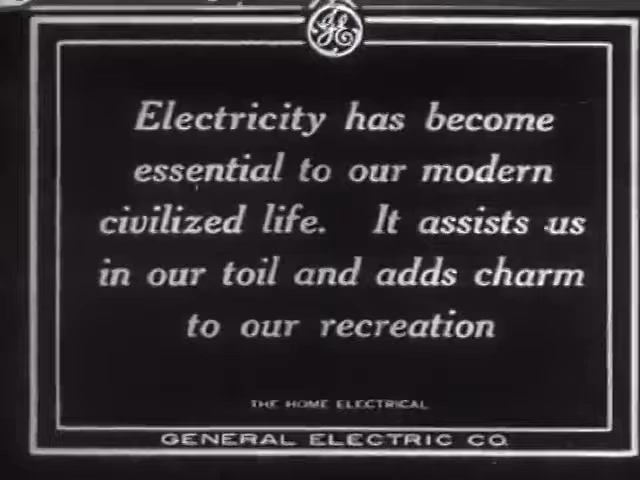 GE
Electricity has become
essential to our modern
civilized life. It assists us
in our toil and adds charm
to our recreation
THE HOME ELECTRICAL
GENERAL ELECTRIC CO.